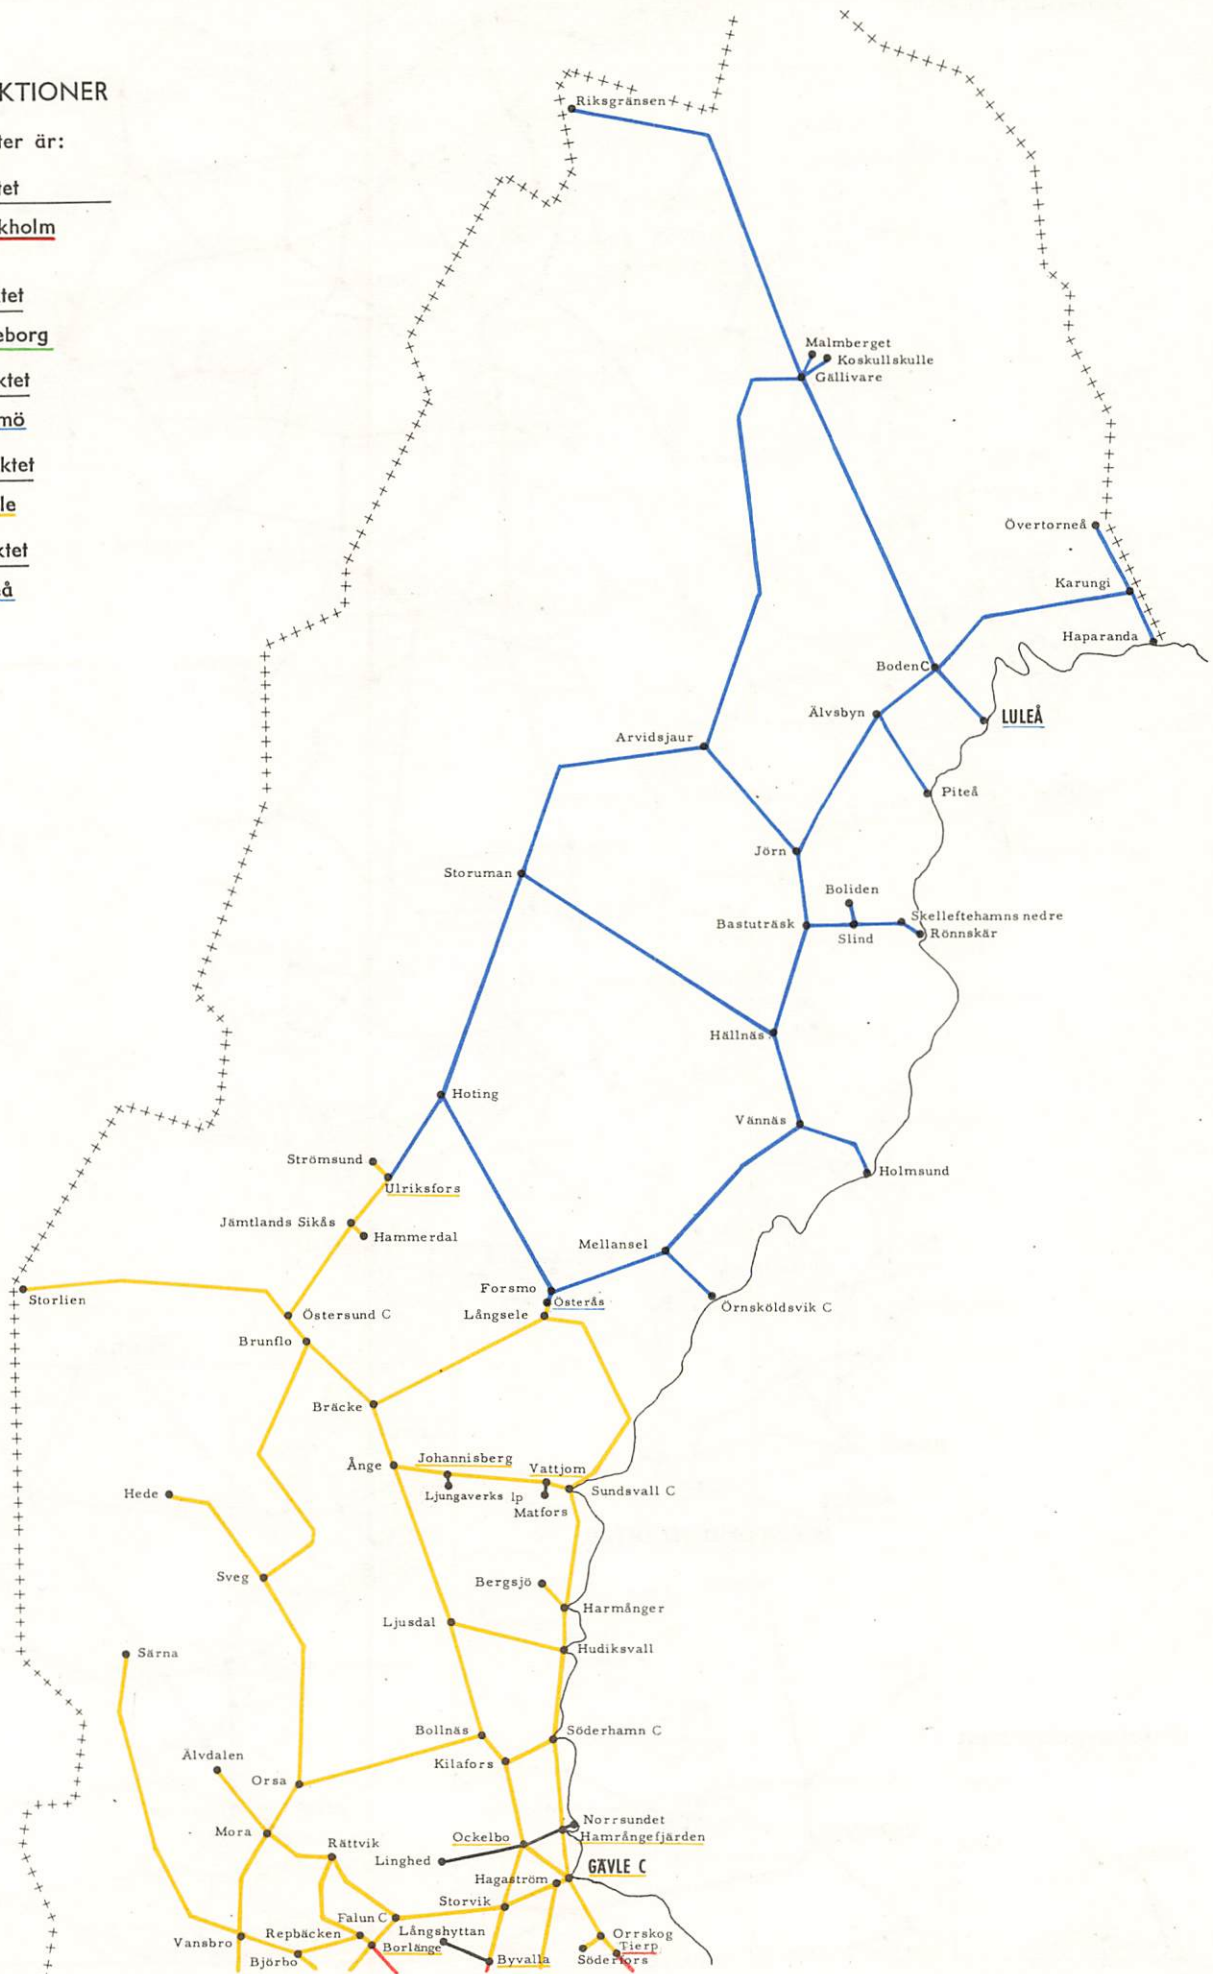 KTIONER
ter är:
tet
kholm
tet
eborg
ktet
mö
ktet
le
ktet
å
Riksgränsen
Malmberget
Koskullskulle
Gällivare
Övertorneå
Karungi
Haparanda
Boden C
Älvsbyn
LULEÅ
Arvidsjaur
Piteå
Jörn
Storuman
Boliden
Skelleftehamns nedre
Bastuträsk
Slind
Rönnskär
Hällnäs
Hoting
Vännäs
Strömsund
Holmsund
Ulriksfors
Jämtlands Sikås
Hammerdal
Mellansel
Forsmo
Storlien
Österås
Örnsköldsvik C
Östersund C
Långsele
Brunflo
Bräcke
Johannisberg
Ånge
Vattjom
Hede
Ljungaverks lp
Sundsvall C
Matfors
Sveg
Bergsjö
Harmånger
Ljusdal
Hudiksvall
Särna
Bollnäs
Söderhamn C
Älvdalen
Kilafors
Orsa
Norrsundet
Mora
Ockelbo
Hamrångefjärden
Rättvik
Linghed
GÄVLE C
Hagaström
Storvik
Falun C
Långshyttan
Orrskog
Vansbro
Repbäcken
Borlänge
Tierp
Björbo
Byvalla
Söderfors